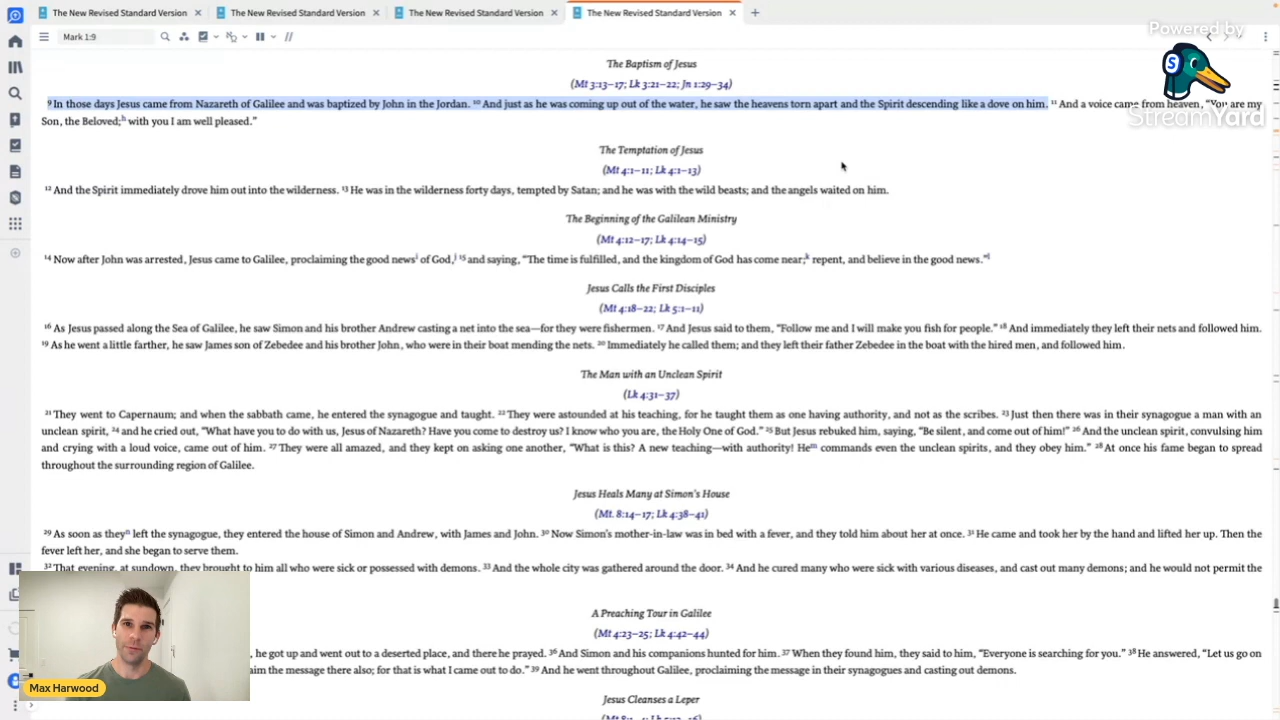 The New Revised Standard Version
The New Revised Standard Version
The New Revised Standard Version
The New Revised Standard Version
Mark 1:9
Powered by
StreamYard
The Baptism of Jesus
(Mt 3:13–17; Lk 3:21–22; Jn 1:29–34)
9 In those days Jesus came from Nazareth of Galilee and was baptized by John in the Jordan. 10 And just as he was coming up out of the water, he saw the heavens torn apart and the Spirit descending like a dove on him. 11 And a voice came from heaven, “You are my
Son, the Beloved;h with you I am well pleased.”
The Temptation of Jesus
(Mt 4:1–11; Lk 4:1–13)
12 And the Spirit immediately drove him out into the wilderness. 13 He was in the wilderness forty days, tempted by Satan; and he was with the wild beasts; and the angels waited on him.
The Beginning of the Galilean Ministry
(Mt 4:12–17; Lk 4:14–15)
14 Now after John was arrested, Jesus came to Galilee, proclaiming the good newsi of God,j 15 and saying, “The time is fulfilled, and the kingdom of God has come near;k repent, and believe in the good news.”l
Jesus Calls the First Disciples
(Mt 4:18–22; Lk 5:1–11)
16 As Jesus passed along the Sea of Galilee, he saw Simon and his brother Andrew casting a net into the sea—for they were fishermen. 17 And Jesus said to them, “Follow me and I will make you fish for people.” 18 And immediately they left their nets and followed him.
19 As he went a little farther, he saw James son of Zebedee and his brother John, who were in their boat mending the nets. 20 Immediately he called them; and they left their father Zebedee in the boat with the hired men, and followed him.
The Man with an Unclean Spirit
(Lk 4:31–37)
21 They went to Capernaum; and when the sabbath came, he entered the synagogue and taught. 22 They were astounded at his teaching, for he taught them as one having authority, and not as the scribes. 23 Just then there was in their synagogue a man with an
unclean spirit, 24 and he cried out, “What have you to do with us, Jesus of Nazareth? Have you come to destroy us? I know who you are, the Holy One of God.” 25 But Jesus rebuked him, saying, “Be silent, and come out of him!” 26 And the unclean spirit, convulsing him
and crying with a loud voice, came out of him. 27 They were all amazed, and they kept on asking one another, “What is this? A new teaching—with authority! Hem commands even the unclean spirits, and they obey him.” 28 At once his fame began to spread
throughout the surrounding region of Galilee.
Jesus Heals Many at Simon’s House
(Mt. 8:14–17; Lk 4:38–41)
29 As soon as theyn left the synagogue, they entered the house of Simon and Andrew, with James and John. 30 Now Simon’s mother-in-law was in bed with a fever, and they told him about her at once. 31 He came and took her by the hand and lifted her up. Then the
fever left her, and she began to serve them.
32 That evening, at sundown, they brought to him all who were sick or possessed with demons. 33 And the whole city was gathered around the door. 34 And he cured many who were sick with various diseases, and cast out many demons; and he would not permit the
A Preaching Tour in Galilee
(Mt 4:23–25; Lk 4:42–44)
, he got up and went out to a deserted place, and there he prayed. 36 And Simon and his companions hunted for him. 37 When they found him, they said to him, “Everyone is searching for you.” 38 He answered, “Let us go on
aim the message there also; for that is what I came out to do.” 39 And he went throughout Galilee, proclaiming the message in their synagogues and casting out demons.
Max Harwood
Jesus Cleanses a Leper